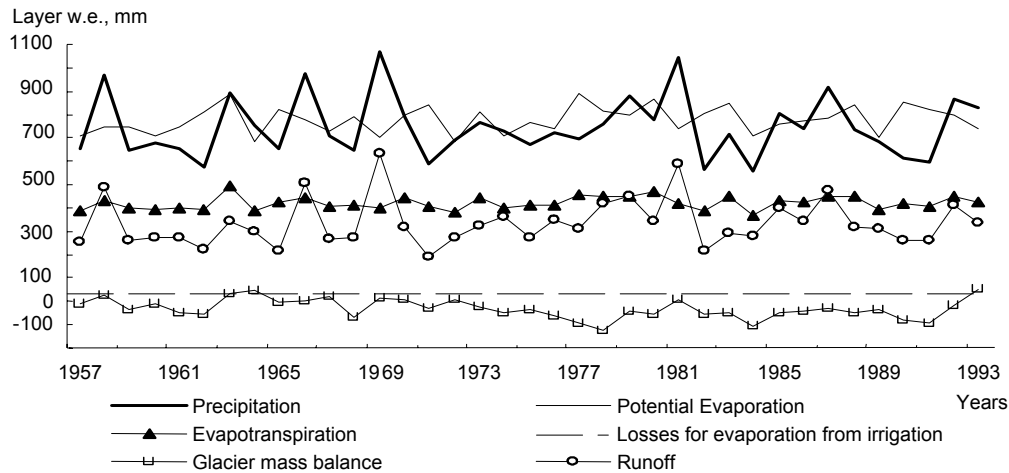 Layer w.e., mm
1100
900
700
500
300
100
0
-100
1957 1961 1965 1969 1973 1977 1981 1985 1989 1993
Years
Precipitation Potential Evaporation
Evapotranspiration Losses for evaporation from irrigation
Glacier mass balance Runoff